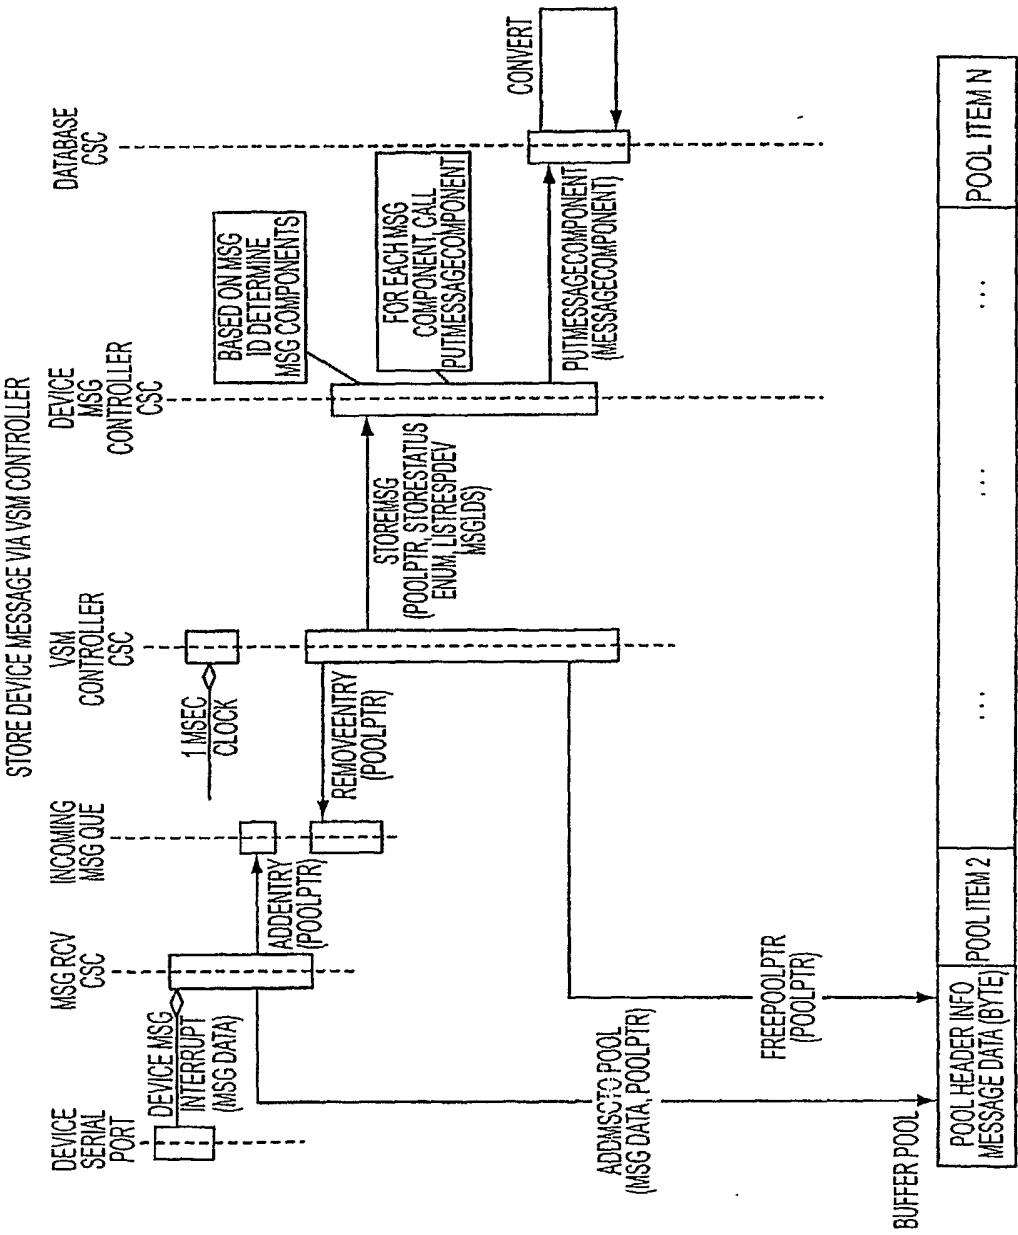 STORE DEVICE MESSAGE VIA VSM CONTROLLER
DEVICE
SERIAL
PORT
MSG RCV
CSC
INCOMING
MSG QUE
VSM
CONTROLLER
CSC
DEVICE
MSG
CONTROLLER
CSC
DATABASE
CSC
DEVICE MSG
INTERRUPT
(MSG DATA)
ADDENTRY
(POOLPTR)
1 MSEC
CLOCK
REMOVEENTRY
(POOLPTR)
STOREMSG
(POOLPTR, STORESTATUS
ENUM, LISTRESPDEV
MSGLDS)
BASED ON MSG
ID DETERMINE
MSG COMPONENTS
FOR EACH MSG
COMPONENT CALL
PUTMESSAGECOMPONENT
PUTMESSAGECOMPONENT
(MESSAGECOMPONENT)
CONVERT
ADDMSCTO POOL
(MSG DATA, POOLPTR)
FREEPOOLPTR
(POOLPTR)
BUFFER POOL
POOL HEADER INFO
MESSAGE DATA (BYTE)
POOL ITEM 2
...
...
...
POOL ITEM N